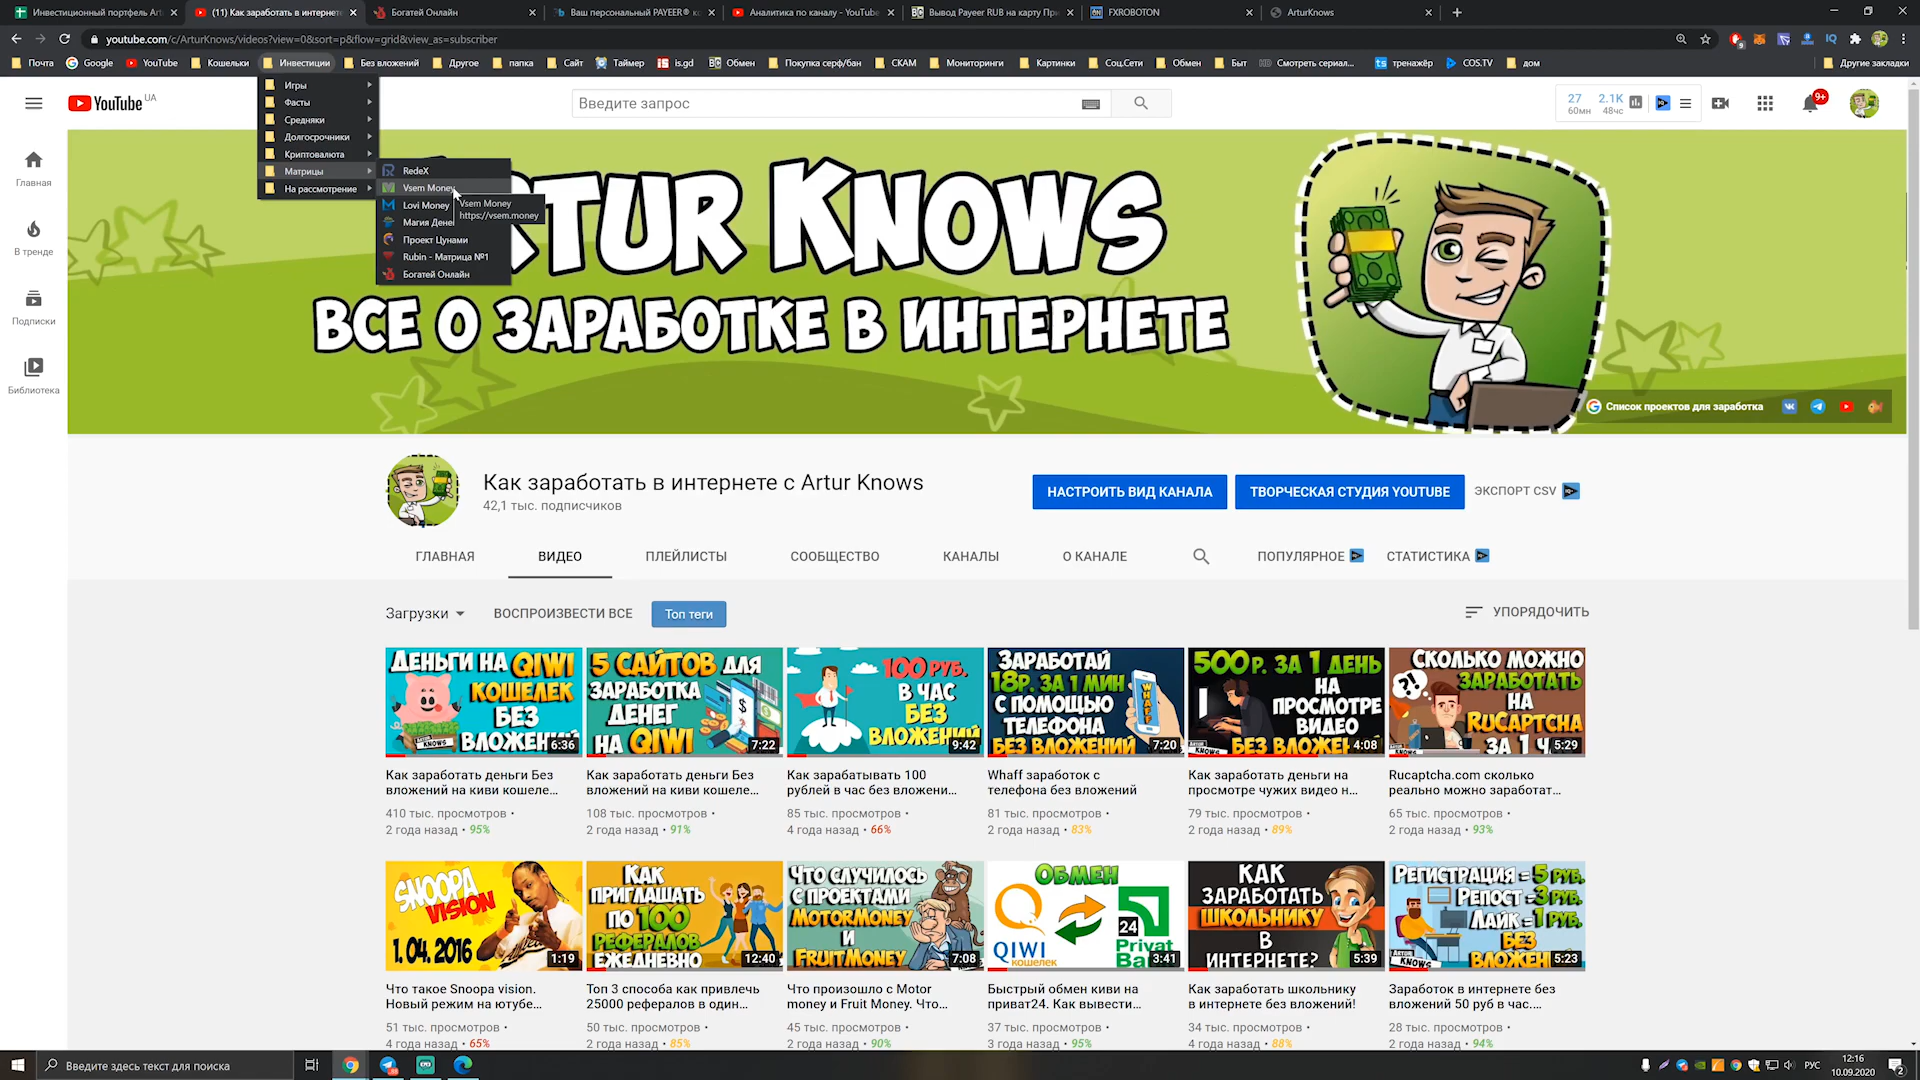 Инвестиционный портфель Art
(11) Как заработать в интернете
Богатей Онлайн
Ваш персональный PAYEER® ко
Аналитика по каналу - YouTube
Вывод Payeer RUB на карту При
FXROBOTON
ArturKnows
youtube.com/c/ArturKnows/videos?view=0&sort=p&flow=grid&view_as=subscriber
Почта
Google
YouTube
Кошельки
Инвестиции
Без вложений
Другое
папка
Сайт
Таймер
is.gd
Обмен
Покупка серф/бан
СКАМ
Мониторинги
Картинки
Соц.Сети
Обмен
Быт
Смотреть сериал...
тренажёр
COS.TV
дом
Другие закладки
Игры
Фасты
Средняки
Долгосрочники
Криптовалюта
Матрицы
На рассмотрение
RedeX
Vsem Money
Lovi Money
Магия Денег
Проект Цунами
Rubin - Матрица №1
Богатей Онлайн
Vsem Money
https://vsem.money
YouTube UA
Введите запрос
27
60мн
2.1K
48чс
9+
Главная
В тренде
Подписки
Библиотека
RTUR KNOWS
ВСЕ О ЗАРАБОТКЕ В ИНТЕРНЕТЕ
Список проектов для заработка
Как заработать в интернете с Artur Knows
42,1 тыс. подписчиков
НАСТРОИТЬ ВИД КАНАЛА
ТВОРЧЕСКАЯ СТУДИЯ YOUTUBE
ЭКСПОРТ CSV
ГЛАВНАЯ
ВИДЕО
ПЛЕЙЛИСТЫ
СООБЩЕСТВО
КАНАЛЫ
О КАНАЛЕ
ПОПУЛЯРНОЕ
СТАТИСТИКА
Загрузки
ВОСПРОИЗВЕСТИ ВСЕ
Топ теги
УПОРЯДОЧИТЬ
ДЕНЬГИ НА QIWI
КОШЕЛЕК
БЕЗ
ВЛОЖЕНИ
6:36
5 САЙТОВ ДЛЯ
ЗАРАБОТКА
ДЕНЕГ
НА QIWI
7:22
100 РУБ.
В ЧАС
БЕЗ
ВЛОЖЕНИЙ
9:42
ЗАРАБОТАЙ
18Р. ЗА 1 МИН
С ПОМОЩЬЮ
ТЕЛЕФОНА
БЕЗ ВЛОЖЕНИЙ
WHAFF
7:20
500Р. ЗА 1 ДЕНЬ
НА
ПРОСМОТРЕ
ВИДЕО
БЕЗ ВЛОЖЕН
4:08
СКОЛЬКО МОЖНО
ЗАРАБОТАТЬ
НА
RUCAPTCHA
ЗА 1 Ч
5:29
Как заработать деньги Без
вложений на киви кошеле...
410 тыс. просмотров •
2 года назад • 95%
Как заработать деньги Без
вложений на киви кошеле...
108 тыс. просмотров •
2 года назад • 91%
Как зарабатывать 100
рублей в час без вложени...
85 тыс. просмотров •
4 года назад • 66%
Whaff заработок с
телефона без вложений
81 тыс. просмотров •
2 года назад • 83%
Как заработать деньги на
просмотре чужих видео н...
79 тыс. просмотров •
2 года назад • 89%
Rucaptcha.com сколько
реально можно заработат...
65 тыс. просмотров •
2 года назад • 93%
SNOOPA
VISION
1.04.2016
1:19
КАК
ПРИГЛАШАТЬ
ПО 100
РЕФЕРАЛОВ
ЕЖЕДНЕВНО
12:40
ЧТО СЛУЧИЛОСЬ
С ПРОЕКТАМИ
MOTORMONEY
И
FRUITMONEY
7:08
ОБМЕН
QIWI
КОШЕЛЕК
24
Privat
Ba
3:41
КАК
ЗАРАБОТАТЬ
ШКОЛЬНИКУ
В
ИНТЕРНЕТЕ?
5:39
РЕГИСТРАЦИЯ = 5 РУБ.
РЕПОСТ =3РУБ.
ЛАЙК =1 РУБ.
БЕЗ
ВЛОЖЕН
5:23
Что такое Snoopa vision.
Новый режим на ютубе...
51 тыс. просмотров •
4 года назад • 65%
Топ 3 способа как привлечь
25000 рефералов в один...
50 тыс. просмотров •
2 года назад • 85%
Что произошло с Motor
money и Fruit Money. Что...
45 тыс. просмотров •
2 года назад • 90%
Быстрый обмен киви на
приват24. Как вывести...
37 тыс. просмотров •
3 года назад • 95%
Как заработать школьнику
в интернете без вложений!
34 тыс. просмотров •
4 года назад • 88%
Заработок в интернете без
вложений 50 руб в час....
28 тыс. просмотров •
2 года назад • 94%
Введите здесь текст для поиска
РУС
12:16
10.09.2020
2